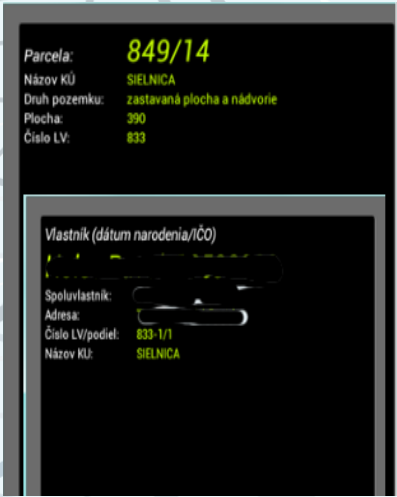 Parcela: 849/14
Názov KÚ SIELNICA
Druh pozemku: zastavaná plocha a nádvorie
Plocha: 390
Číslo LV: 833
Vlastník (dátum narodenia/IČO)
Spoluvlastník:
Adresa:
Číslo LV/podiel: 833-1/1
Názov KU: SIELNICA